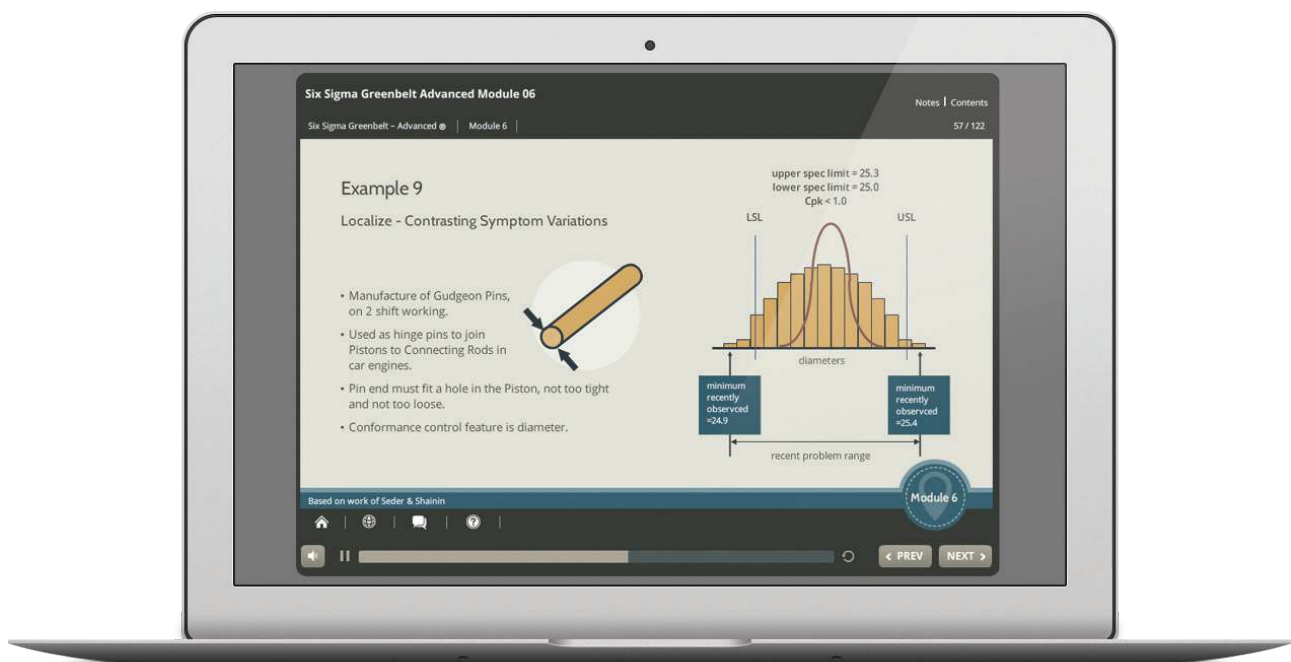 Six Sigma Greenbelt Advanced Module 06
Notes | Contents
Six Sigma Greenbelt – Advanced | Module 6 |
57 / 122
Example 9
Localize - Contrasting Symptom Variations
• Manufacture of Gudgeon Pins,
on 2 shift working.
• Used as hinge pins to join
Pistons to Connecting Rods in
car engines.
• Pin end must fit a hole in the Piston, not too tight
and not too loose.
• Conformance control feature is diameter.
upper spec limit = 25.3
lower spec limit = 25.0
Cpk < 1.0
LSL
USL
diameters
minimum
recently
observced
=24.9
minimum
recently
observced
=25.4
recent problem range
Based on work of Seder & Shainin
Module 6
< PREV
NEXT >